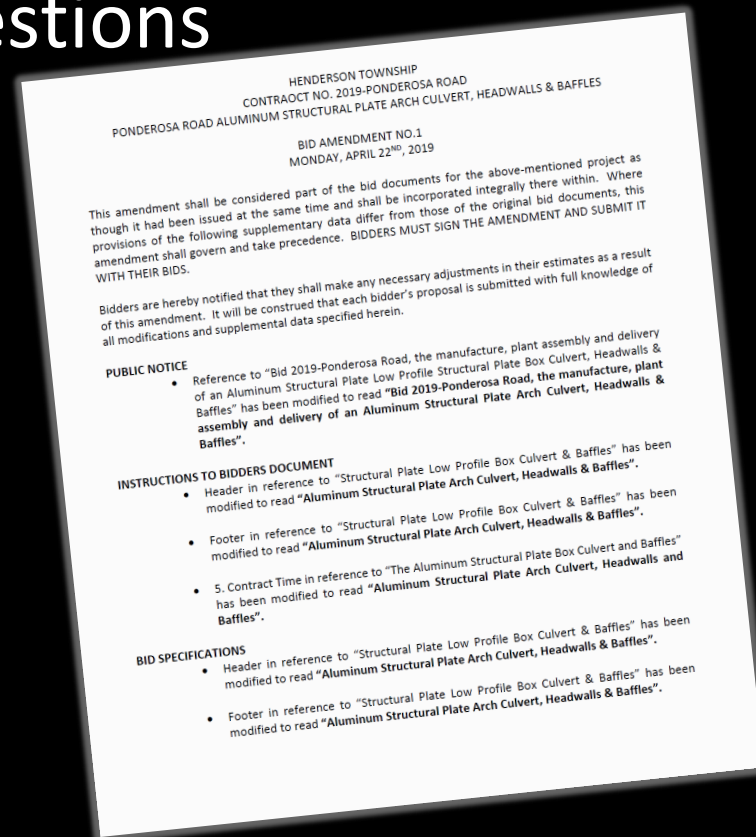 estions
HENDERSON TOWNSHIP
CONTRAOCT NO. 2019-PONDEROSA ROAD
PONDEROSA ROAD ALUMINUM STRUCTURAL PLATE ARCH CULVERT, HEADWALLS & BAFFLES
BID AMENDMENT NO.1
MONDAY, APRIL 22ND, 2019
This amendment shall be considered part of the bid documents for the above-mentioned project as
though it had been issued at the same time and shall be incorporated integrally there within. Where
provisions of the following supplementary data differ from those of the original bid documents, this
amendment shall govern and take precedence. BIDDERS MUST SIGN THE AMENDMENT AND SUBMIT IT
WITH THEIR BIDS.
Bidders are hereby notified that they shall make any necessary adjustments in their estimates as a result
of this amendment. It will be construed that each bidder's proposal is submitted with full knowledge of
all modifications and supplemental data specified herein.
PUBLIC NOTICE
• Reference to "Bid 2019-Ponderosa Road, the manufacture, plant assembly and delivery
of an Aluminum Structural Plate Low Profile Structural Plate Box Culvert, Headwalls &
Baffles" has been modified to read "Bid 2019-Ponderosa Road, the manufacture, plant
assembly and delivery of an Aluminum Structural Plate Arch Culvert, Headwalls &
Baffles".
INSTRUCTIONS TO BIDDERS DOCUMENT
• Header in reference to "Structural Plate Low Profile Box Culvert & Baffles" has been
modified to read "Aluminum Structural Plate Arch Culvert, Headwalls & Baffles".
• Footer in reference to "Structural Plate Low Profile Box Culvert & Baffles" has been
modified to read "Aluminum Structural Plate Arch Culvert, Headwalls & Baffles".
• 5. Contract Time in reference to "The Aluminum Structural Plate Box Culvert and Baffles"
has been modified to read "Aluminum Structural Plate Arch Culvert, Headwalls and
Baffles".
BID SPECIFICATIONS
• Header in reference to "Structural Plate Low Profile Box Culvert & Baffles" has been
modified to read "Aluminum Structural Plate Arch Culvert, Headwalls & Baffles".
• Footer in reference to "Structural Plate Low Profile Box Culvert & Baffles" has been
modified to read "Aluminum Structural Plate Arch Culvert, Headwalls & Baffles".